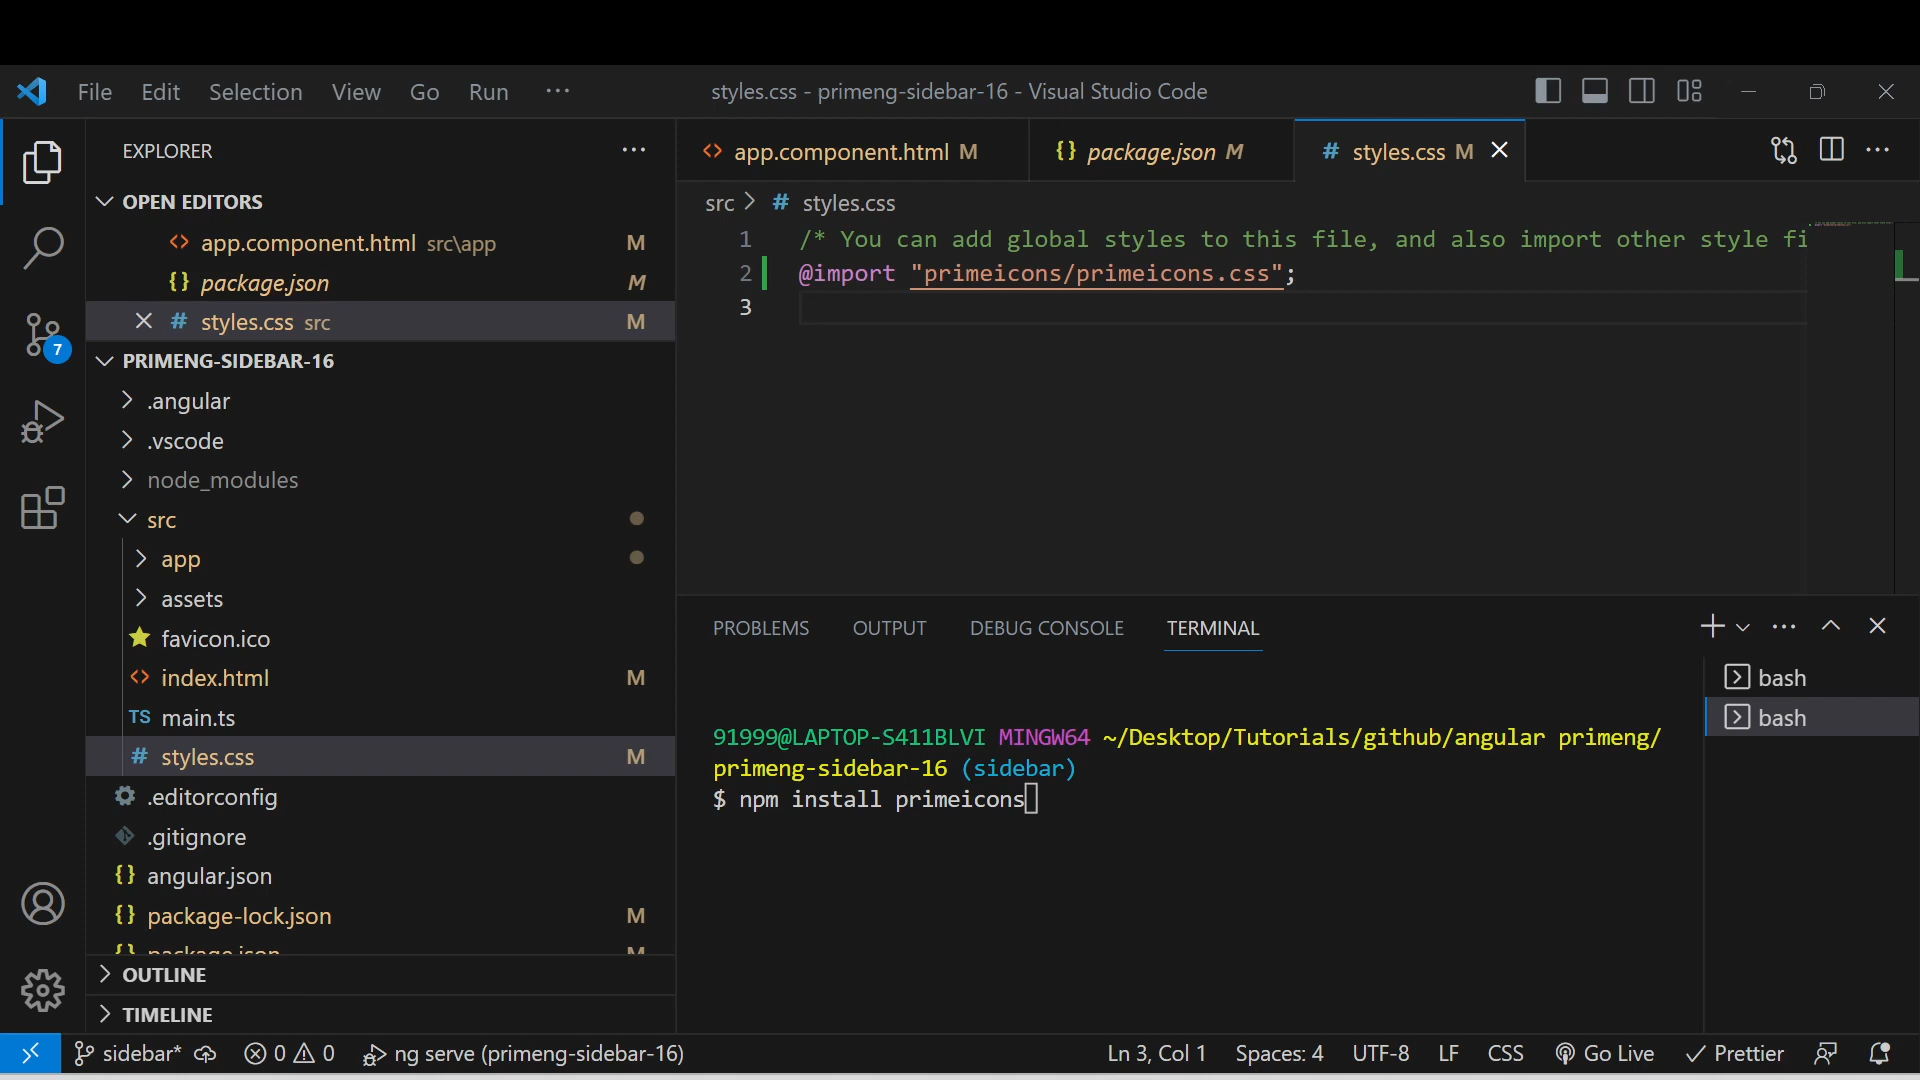 File Edit Selection View Go Run ···
styles.css - primeng-sidebar-16 - Visual Studio Code
EXPLORER
OPEN EDITORS
<> app.component.html src\app M
{} package.json M
# styles.css src M
PRIMENG-SIDEBAR-16
.angular
.vscode
node_modules
src
app
assets
favicon.ico
<> index.html M
TS main.ts
# styles.css M
.editorconfig
.gitignore
{} angular.json
{} package-lock.json M
{} package.json M
OUTLINE
TIMELINE
7
<> app.component.html M
{} package.json M
# styles.css M
src > # styles.css
1 /* You can add global styles to this file, and also import other style fi
2 @import "primeicons/primeicons.css";
3
PROBLEMS OUTPUT DEBUG CONSOLE TERMINAL
91999@LAPTOP-S411BLVI MINGW64 ~/Desktop/Tutorials/github/angular primeng/
primeng-sidebar-16 (sidebar)
$ npm install primeicons
bash
bash
sidebar* 0 0 ng serve (primeng-sidebar-16) Ln 3, Col 1 Spaces: 4 UTF-8 LF CSS Go Live Prettier